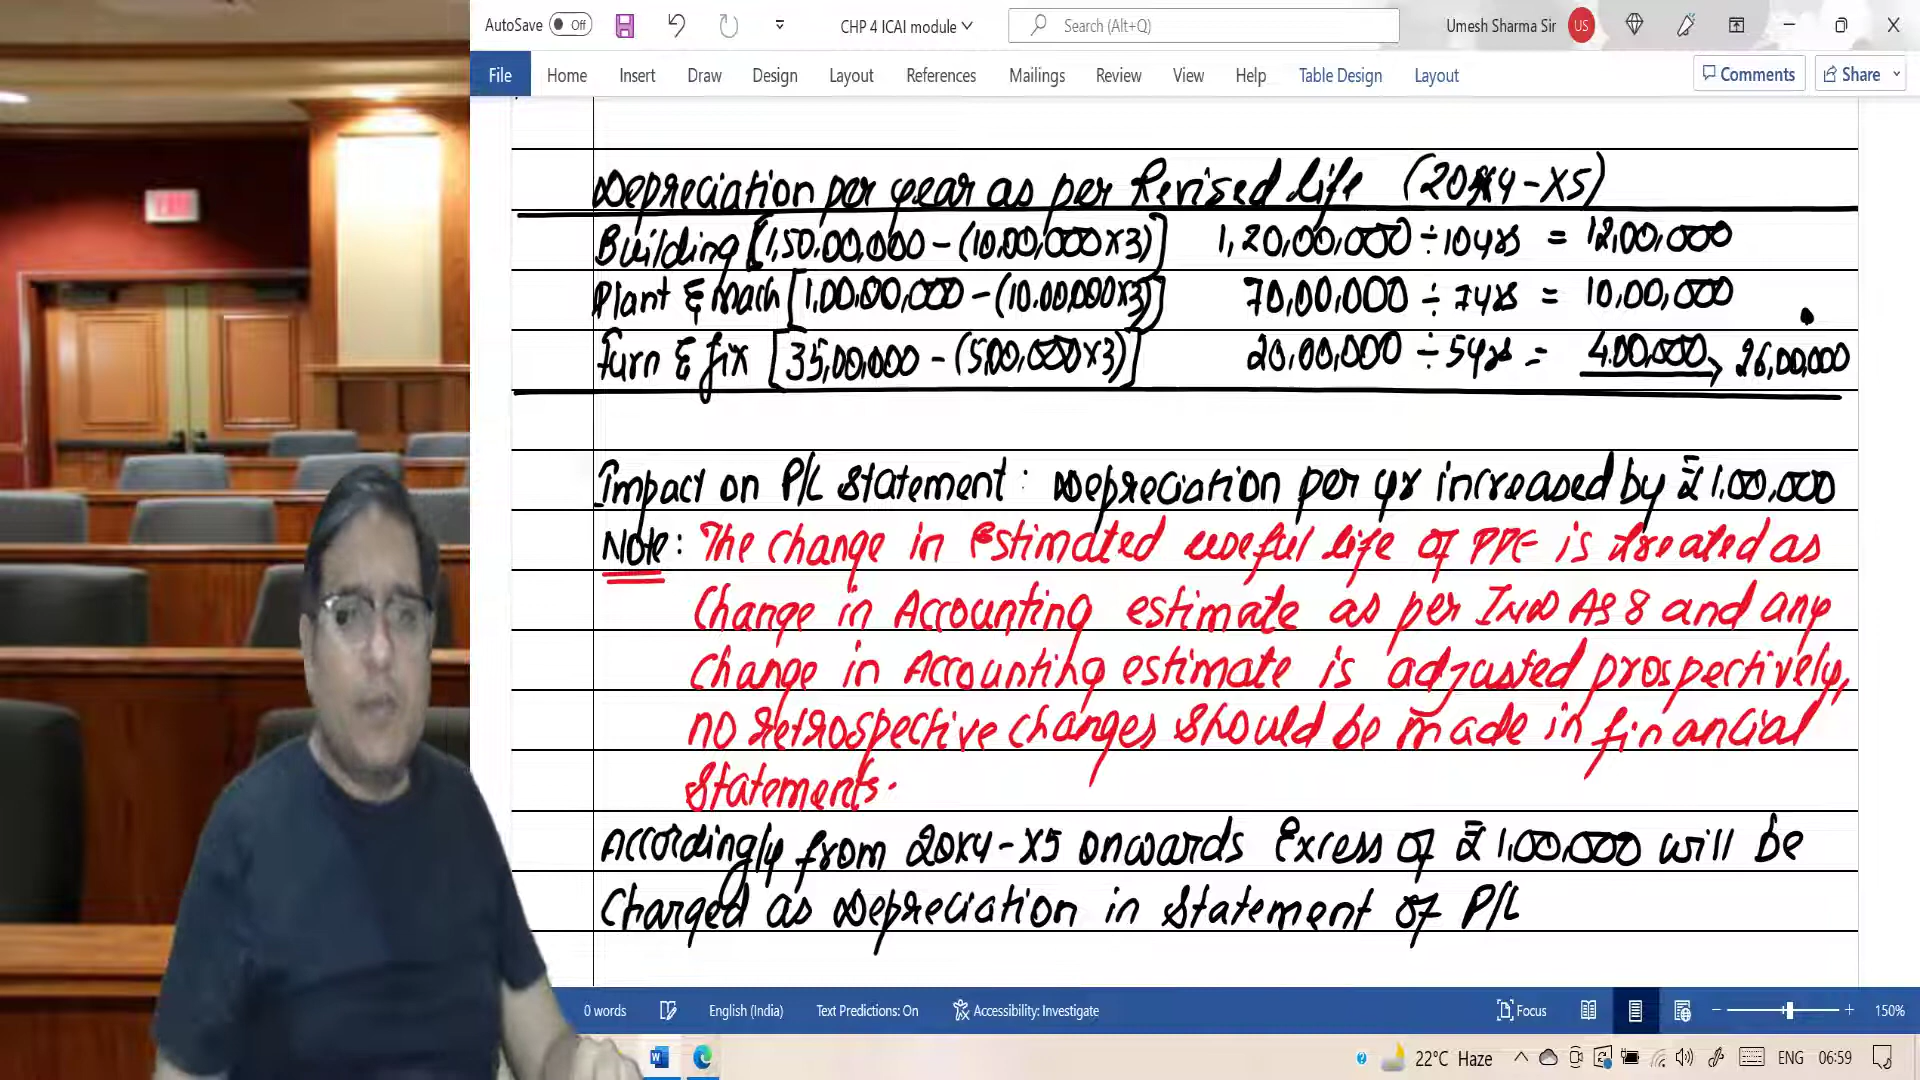 AutoSave Off CHP 4 ICAI module Search (Alt+Q) Umesh Sharma Sir US
File Home Insert Draw Design Layout References Mailings Review View Help Table Design Layout Comments Share
Depreciation per year as per Revised life (20X4-X5)
Building [1,50,00,000 - (10,00,000x3)] 1,20,00,000 ÷ 10yrs = 12,00,000
Plant & Mach [1,00,00,000 - (10,00,000x3)] 70,00,000 ÷ 7yrs = 10,00,000
Furn & fix [35,00,000 - (5,00,000x3)] 20,00,000 ÷ 5yrs = 4,00,000 → 26,00,000
Impact on P/L Statement: Depreciation per yr increased by ₹ 1,00,000
Note: The change in Estimated useful life of PPE is treated as
Change in Accounting estimate as per IND AS 8 and any
change in Accounting estimate is adjusted prospectively,
no retrospective changes should be made in financial
Statements.
Accordingly from 20X4-X5 onwards Excess of ₹ 1,00,000 will be
Charged as Depreciation in Statement of P/L
0 words English (India) Text Predictions: On Accessibility: Investigate Focus 150%
22°C Haze ENG 06:59